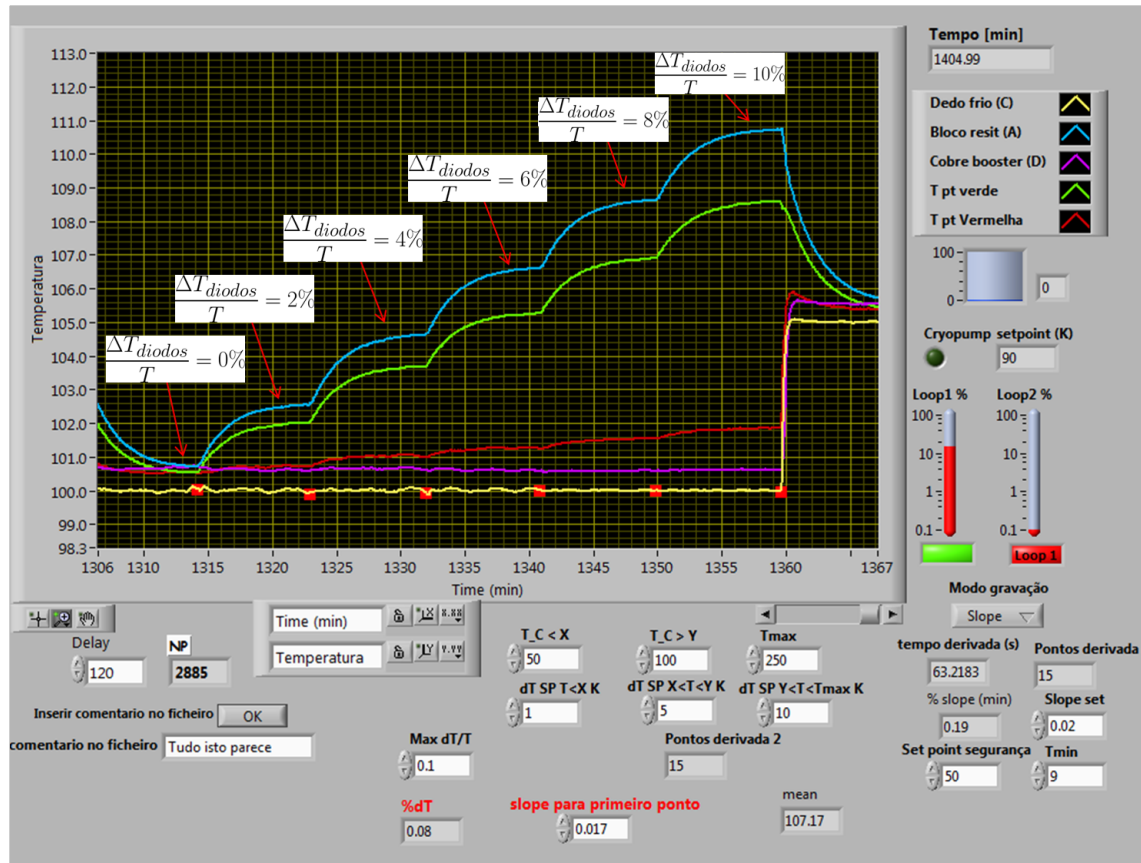 Tempo [min]
1404.99
Dedo frio (C)
Bloco resit (A)
Cobre booster (D)
T pt verde
T pt Vermelha
100
0
0
Cryopump setpoint (K)
90
Loop1 %
Loop2 %
100
10
1
0.1
100
10
1
0.1
Loop 1
Modo gravação
Slope
Temperatura
113.0
112.0
111.0
110.0
109.0
108.0
107.0
106.0
105.0
104.0
103.0
102.0
101.0
100.0
99.0
98.3
ΔT_diodos/T = 10%
ΔT_diodos/T = 8%
ΔT_diodos/T = 6%
ΔT_diodos/T = 4%
ΔT_diodos/T = 2%
ΔT_diodos/T = 0%
1306 1310 1315 1320 1325 1330 1335 1340 1345 1350 1355 1360 1367
Time (min)
Time (min)
X.XX
Temperatura
Y.YY
Delay
120
NP
2885
Inserir comentario no ficheiro OK
comentario no ficheiro Tudo isto parece
T_C < X
50
T_C > Y
100
Tmax
250
dT SP T<X K
1
dT SP X<T<Y K
5
dT SP Y<T<Tmax K
10
Max dT/T
0.1
Pontos derivada 2
15
%dT
0.08
slope para primeiro ponto
0.017
mean
107.17
tempo derivada (s)
63.2183
Pontos derivada
15
% slope (min)
0.19
Slope set
0.02
Set point segurança
50
Tmin
9